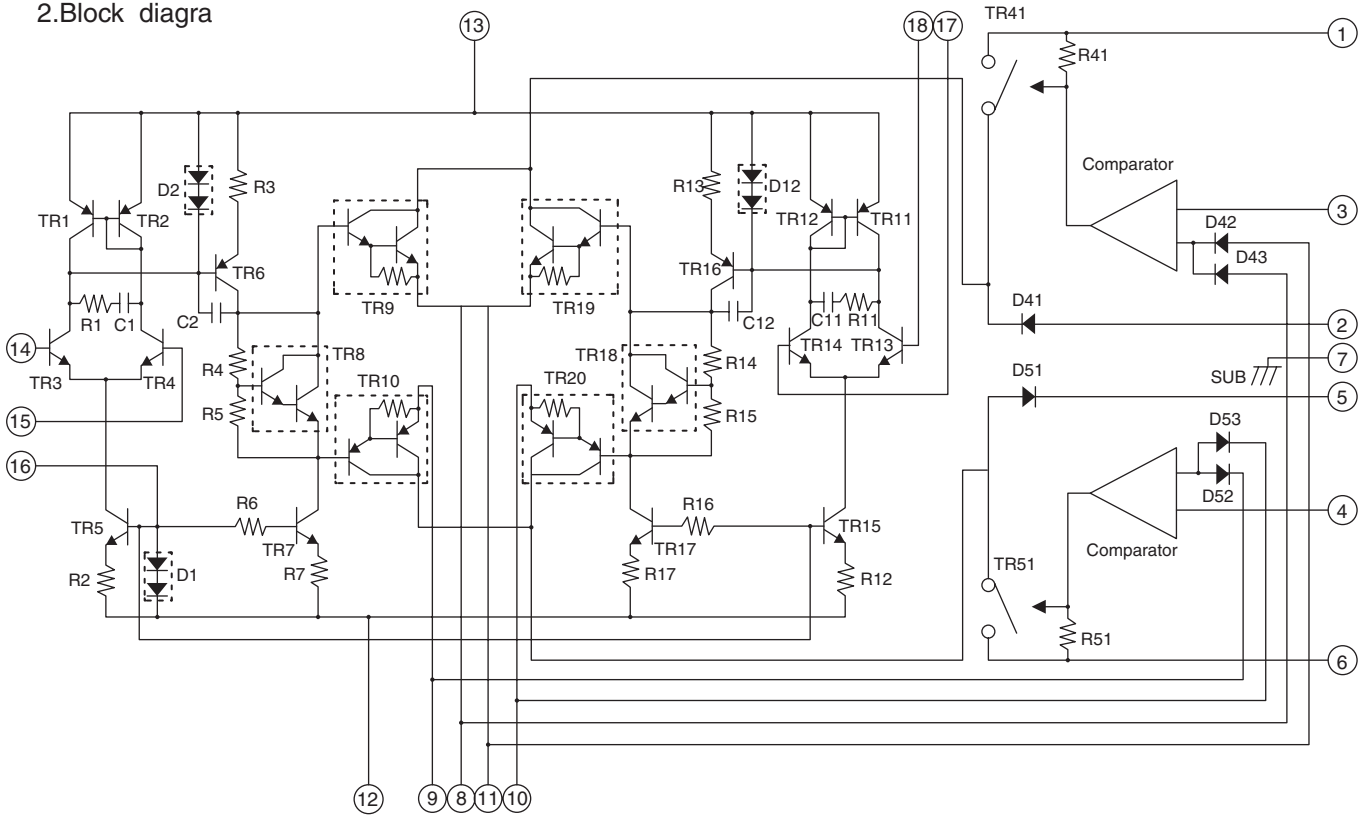 2.Block diagra
13
18 17
TR41
1
R41
Comparator
D2
R3
R13
D12
TR1
TR2
TR12
TR11
3
D42
D43
TR6
TR16
TR9
TR19
R1
C1
C2
C12
C11
R11
D41
2
14
TR3
TR4
R4
TR8
TR10
TR20
TR18
R14
TR14
TR13
7
SUB
D51
5
15
R5
R15
D53
D52
16
4
Comparator
TR5
R6
TR7
R16
TR17
TR15
R2
D1
R7
R17
R12
TR51
R51
6
12
9
8
11
10